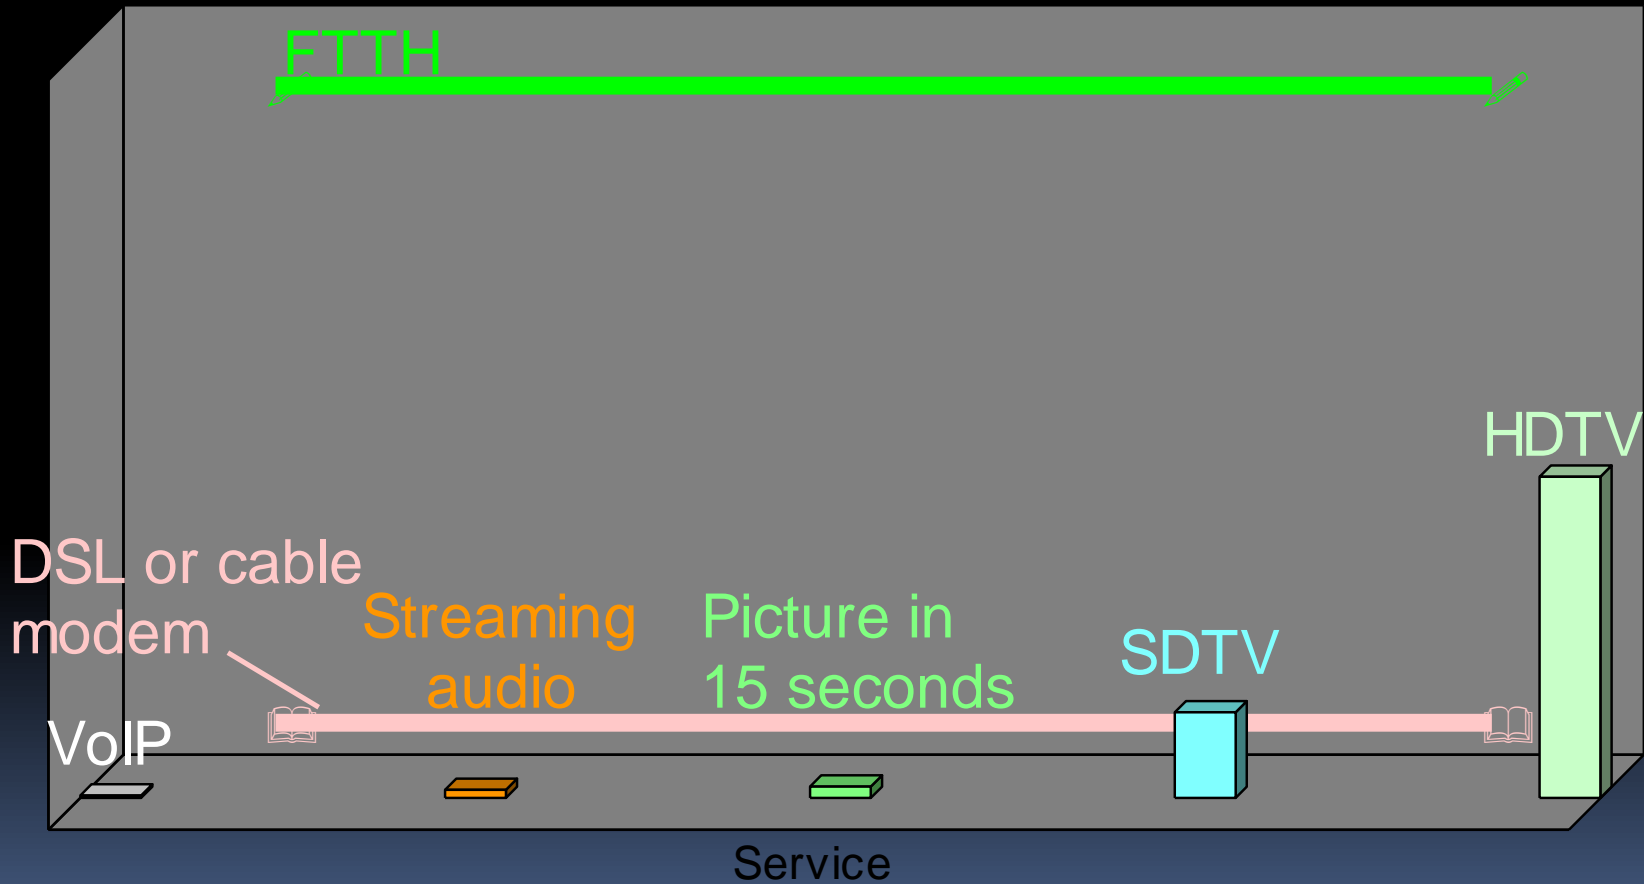 FTTH
HDTV
DSL or cable
modem
Streaming
audio
Picture in
15 seconds
SDTV
VoIP
Service